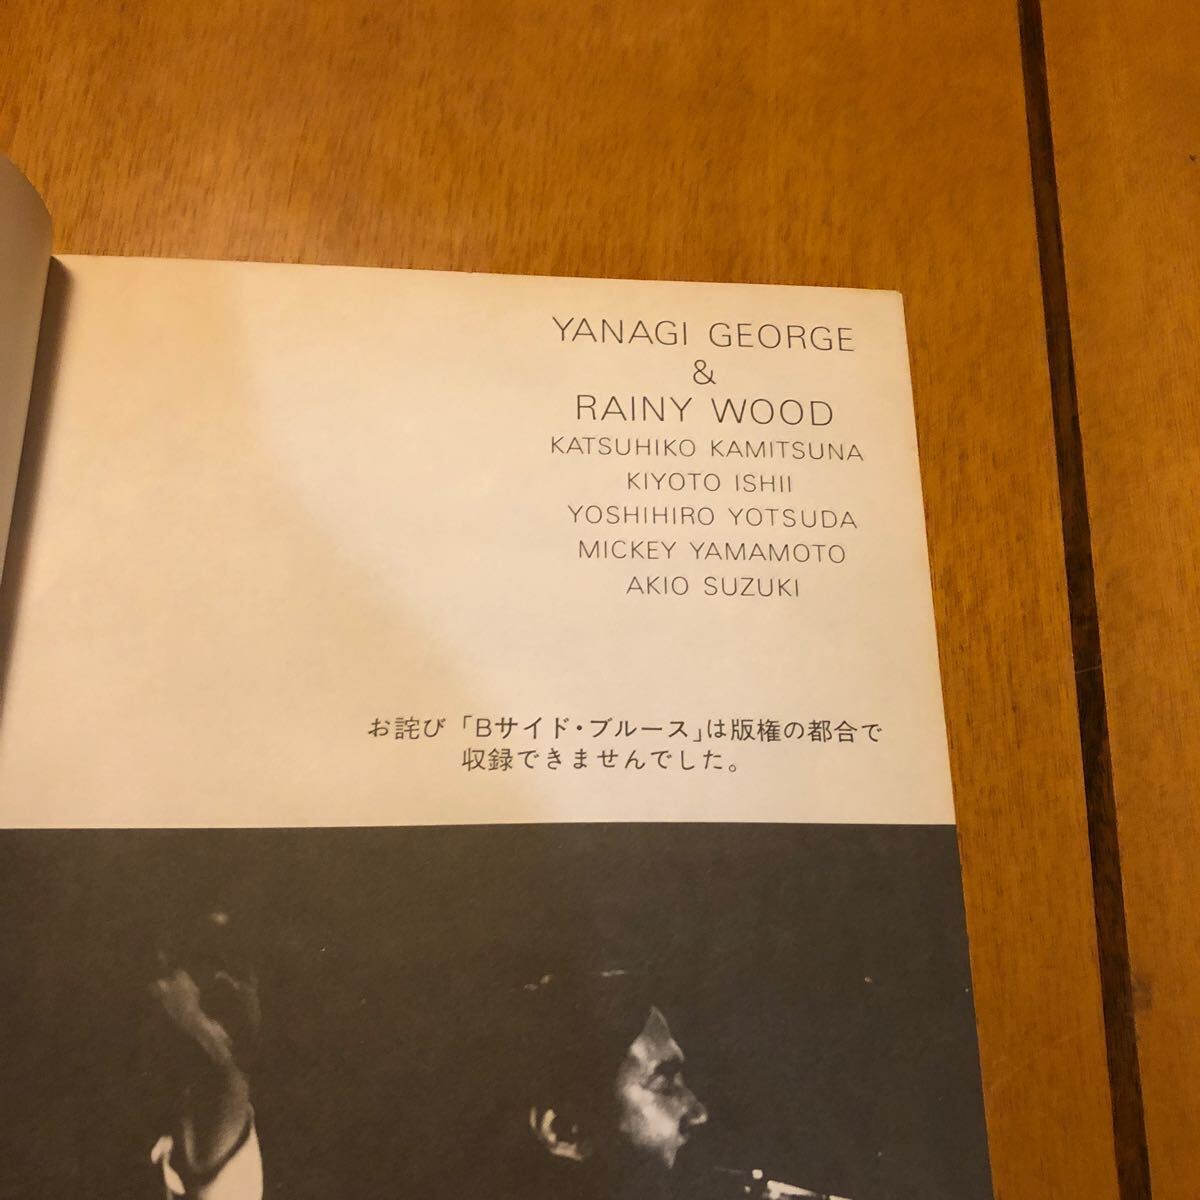 YANAGI GEORGE
&
RAINY WOOD
KATSUHIKO KAMITSUNA
KIYOTO ISHII
YOSHIHIRO YOTSUDA
MICKEY YAMAMOTO
AKIO SUZUKI
お詫び「Bサイド・ブルース」は版権の都合で
収録できませんでした。